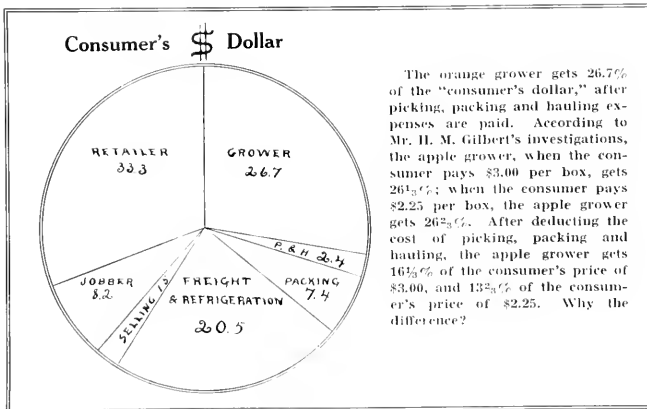 Consumer's $ Dollar
RETAILER
33.3
GROWER
26.7
P & H 2.4
PACKING
7.4
FREIGHT
& REFRIGERATION
20.5
SELLING 1.5
JOBBER
8.2
The orange grower gets 26.7%
of the "consumer's dollar," after
picking, packing and hauling ex-
penses are paid. According to
Mr. H. M. Gilbert's investigations,
the apple grower, when the con-
sumer pays $3.00 per box, gets
26⅓%; when the consumer pays
$2.25 per box, the apple grower
gets 26⅔%. After deducting the
cost of picking, packing and
hauling, the apple grower gets
16⅓% of the consumer's price of
$3.00, and 13⅔% of the consum-
er's price of $2.25. Why the
difference?